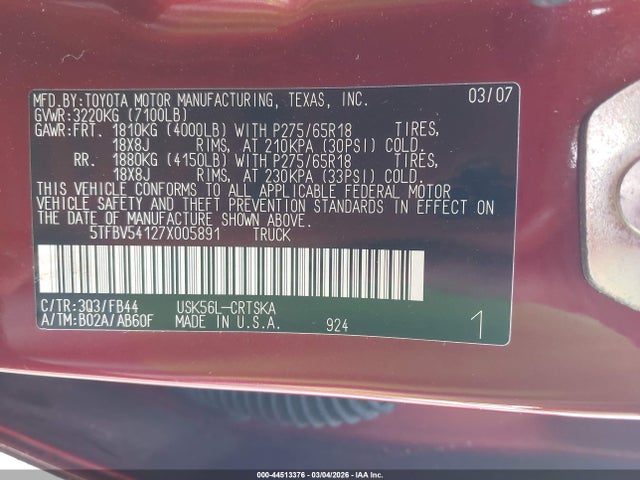 MFD.BY:TOYOTA MOTOR MANUFACTURING, TEXAS, INC. 03/07
GVWR:3220KG (7100LB)
GAWR:FRT. 1810KG (4000LB) WITH P275/65R18 TIRES,
18X8J RIMS, AT 210KPA (30PSI) COLD.
RR. 1880KG (4150LB) WITH P275/65R18 TIRES,
18X8J RIMS, AT 230KPA (33PSI) COLD.
THIS VEHICLE CONFORMS TO ALL APPLICABLE FEDERAL MOTOR
VEHICLE SAFETY AND THEFT PREVENTION STANDARDS IN EFFECT ON
THE DATE OF MANUFACTURE SHOWN ABOVE.
5TFBV54127X005891 TRUCK
C/TR:3Q3/FB44 USK56L-CRTSKA
A/TM:B02A/AB60F MADE IN U.S.A. 924 1
000-44513376 - 03/04/2026 - IAA Inc.